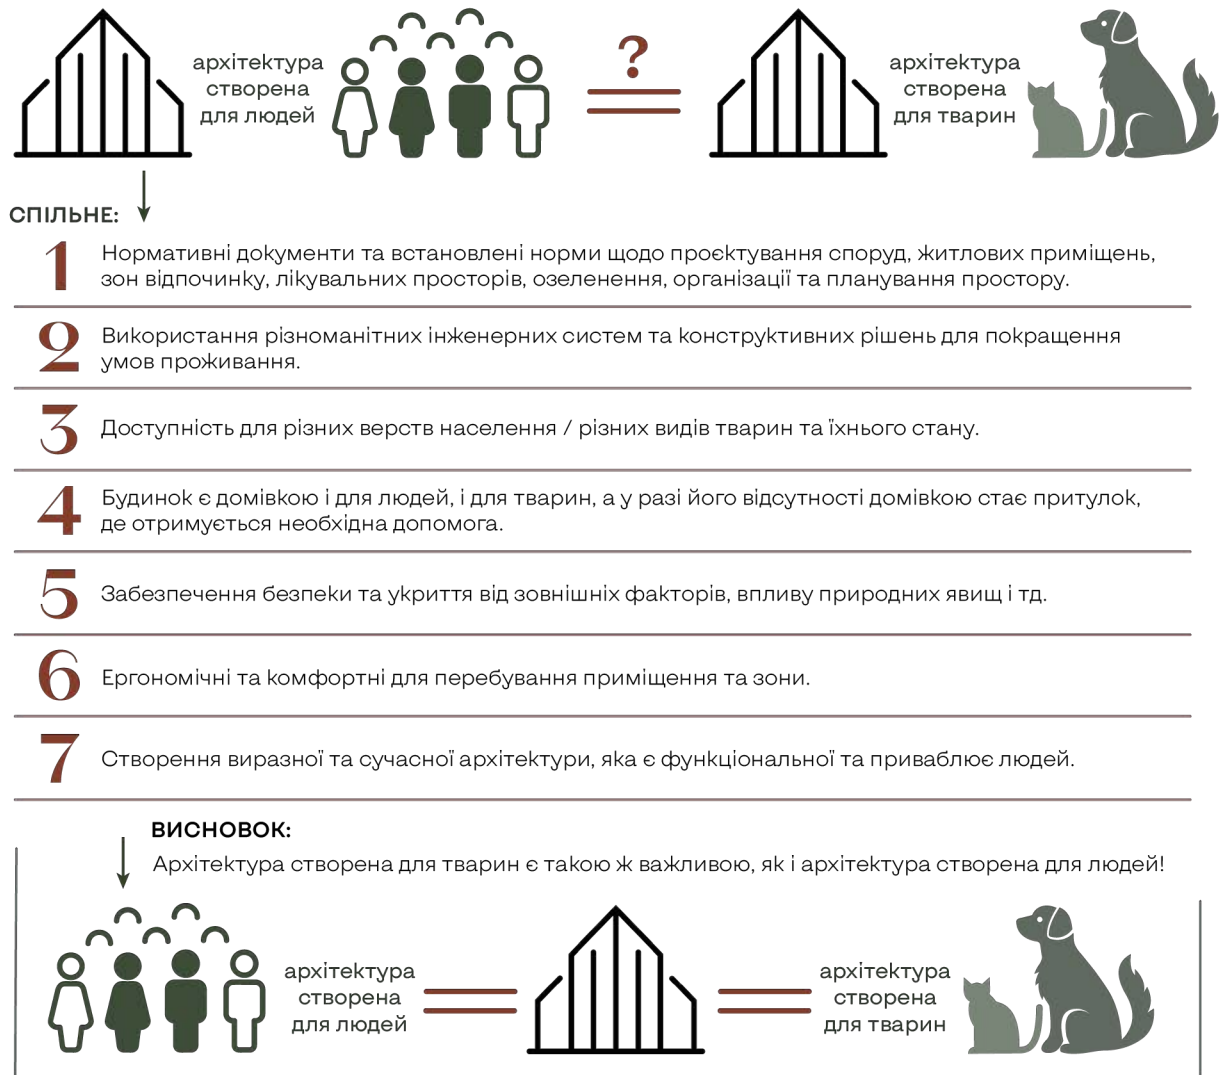 архітектура
створена
для людей
?
архітектура
створена
для тварин
СПІЛЬНЕ:
1
Нормативні документи та встановлені норми щодо проєктування споруд, житлових приміщень,
зон відпочинку, лікувальних просторів, озеленення, організації та планування простору.
2
Використання різноманітних інженерних систем та конструктивних рішень для покращення
умов проживання.
3
Доступність для різних верств населення / різних видів тварин та їхнього стану.
4
Будинок є домівкою і для людей, і для тварин, а у разі його відсутності домівкою стає притулок,
де отримується необхідна допомога.
5
Забезпечення безпеки та укриття від зовнішніх факторів, впливу природних явищ і тд.
6
Ергономічні та комфортні для перебування приміщення та зони.
7
Створення виразної та сучасної архітектури, яка є функціональної та приваблює людей.
ВИСНОВОК:
Архітектура створена для тварин є такою ж важливою, як і архітектура створена для людей!
архітектура
створена
для людей
архітектура
створена
для тварин